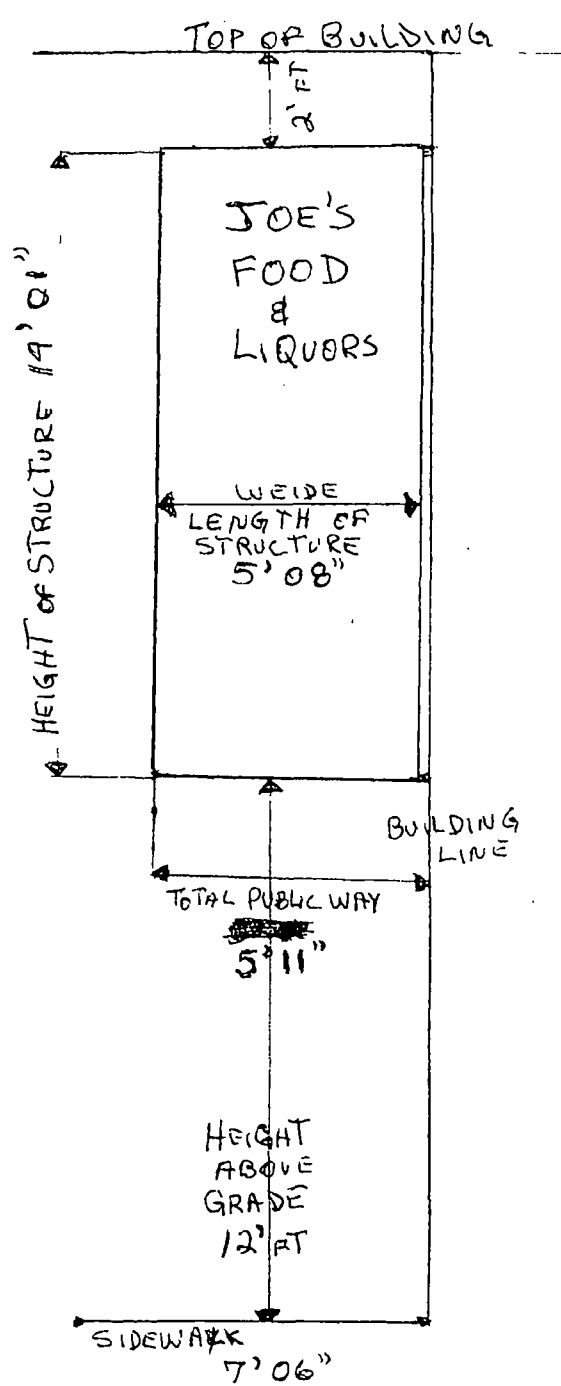 TOP OF BUILDING
2' FT
JOE'S
FOOD
&
LIQUORS
HEIGHT OF STRUCTURE 14' 01"
WEIDE
LENGTH OF
STRUCTURE
5' 08"
BUILDING
LINE
TOTAL PUBLIC WAY
5' 11"
HEIGHT
ABOVE
GRADE
12' FT
SIDEWALK
7' 06"